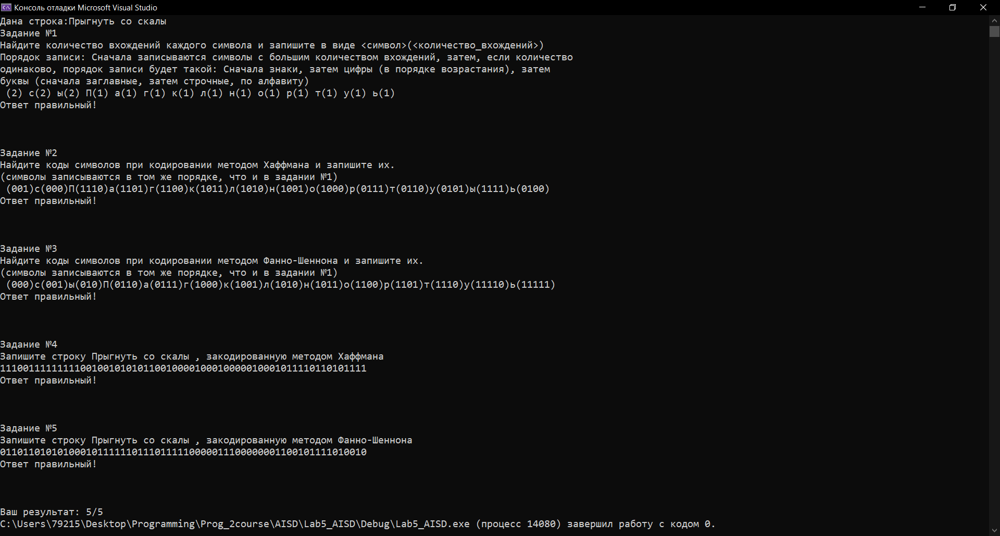 Консоль отладки Microsoft Visual Studio
Дана строка:Прыгнуть со скалы
Задание №1
Найдите количество вхождений каждого символа и запишите в виде <символ>(<количество_вхождений>)
Порядок записи: Сначала записываются символы с большим количеством вхождений, затем, если количество
одинаково, порядок записи будет такой: Сначала знаки, затем цифры (в порядке возрастания), затем
буквы (сначала заглавные, затем строчные, по алфавиту)
 (2) с(2) ы(2) П(1) а(1) г(1) к(1) л(1) н(1) о(1) р(1) т(1) у(1) ь(1)
Ответ правильный!
Задание №2
Найдите коды символов при кодировании методом Хаффмана и запишите их.
(символы записываются в том же порядке, что и в задании №1)
 (001)с(000)П(1110)а(1101)г(1100)к(1011)л(1010)н(1001)о(1000)р(0111)т(0110)у(0101)ы(1111)ь(0100)
Ответ правильный!
Задание №3
Найдите коды символов при кодировании методом Фанно-Шеннона и запишите их.
(символы записываются в том же порядке, что и в задании №1)
 (000)с(001)ы(010)П(0110)а(0111)г(1000)к(1001)л(1010)н(1011)о(1100)р(1101)т(1110)у(11110)ь(11111)
Ответ правильный!
Задание №4
Запишите строку Прыгнуть со скалы , закодированную методом Хаффмана
1110011111111100100101010110010000100010000010001011110110101111
Ответ правильный!
Задание №5
Запишите строку Прыгнуть со скалы , закодированную методом Фанно-Шеннона
0110110101010001011111101110111110000011100000001100101111010010
Ответ правильный!
Ваш результат: 5/5
C:\Users\79215\Desktop\Programming\Prog_2course\AISD\Lab5_AISD\Debug\Lab5_AISD.exe (процесс 14080) завершил работу с кодом 0.